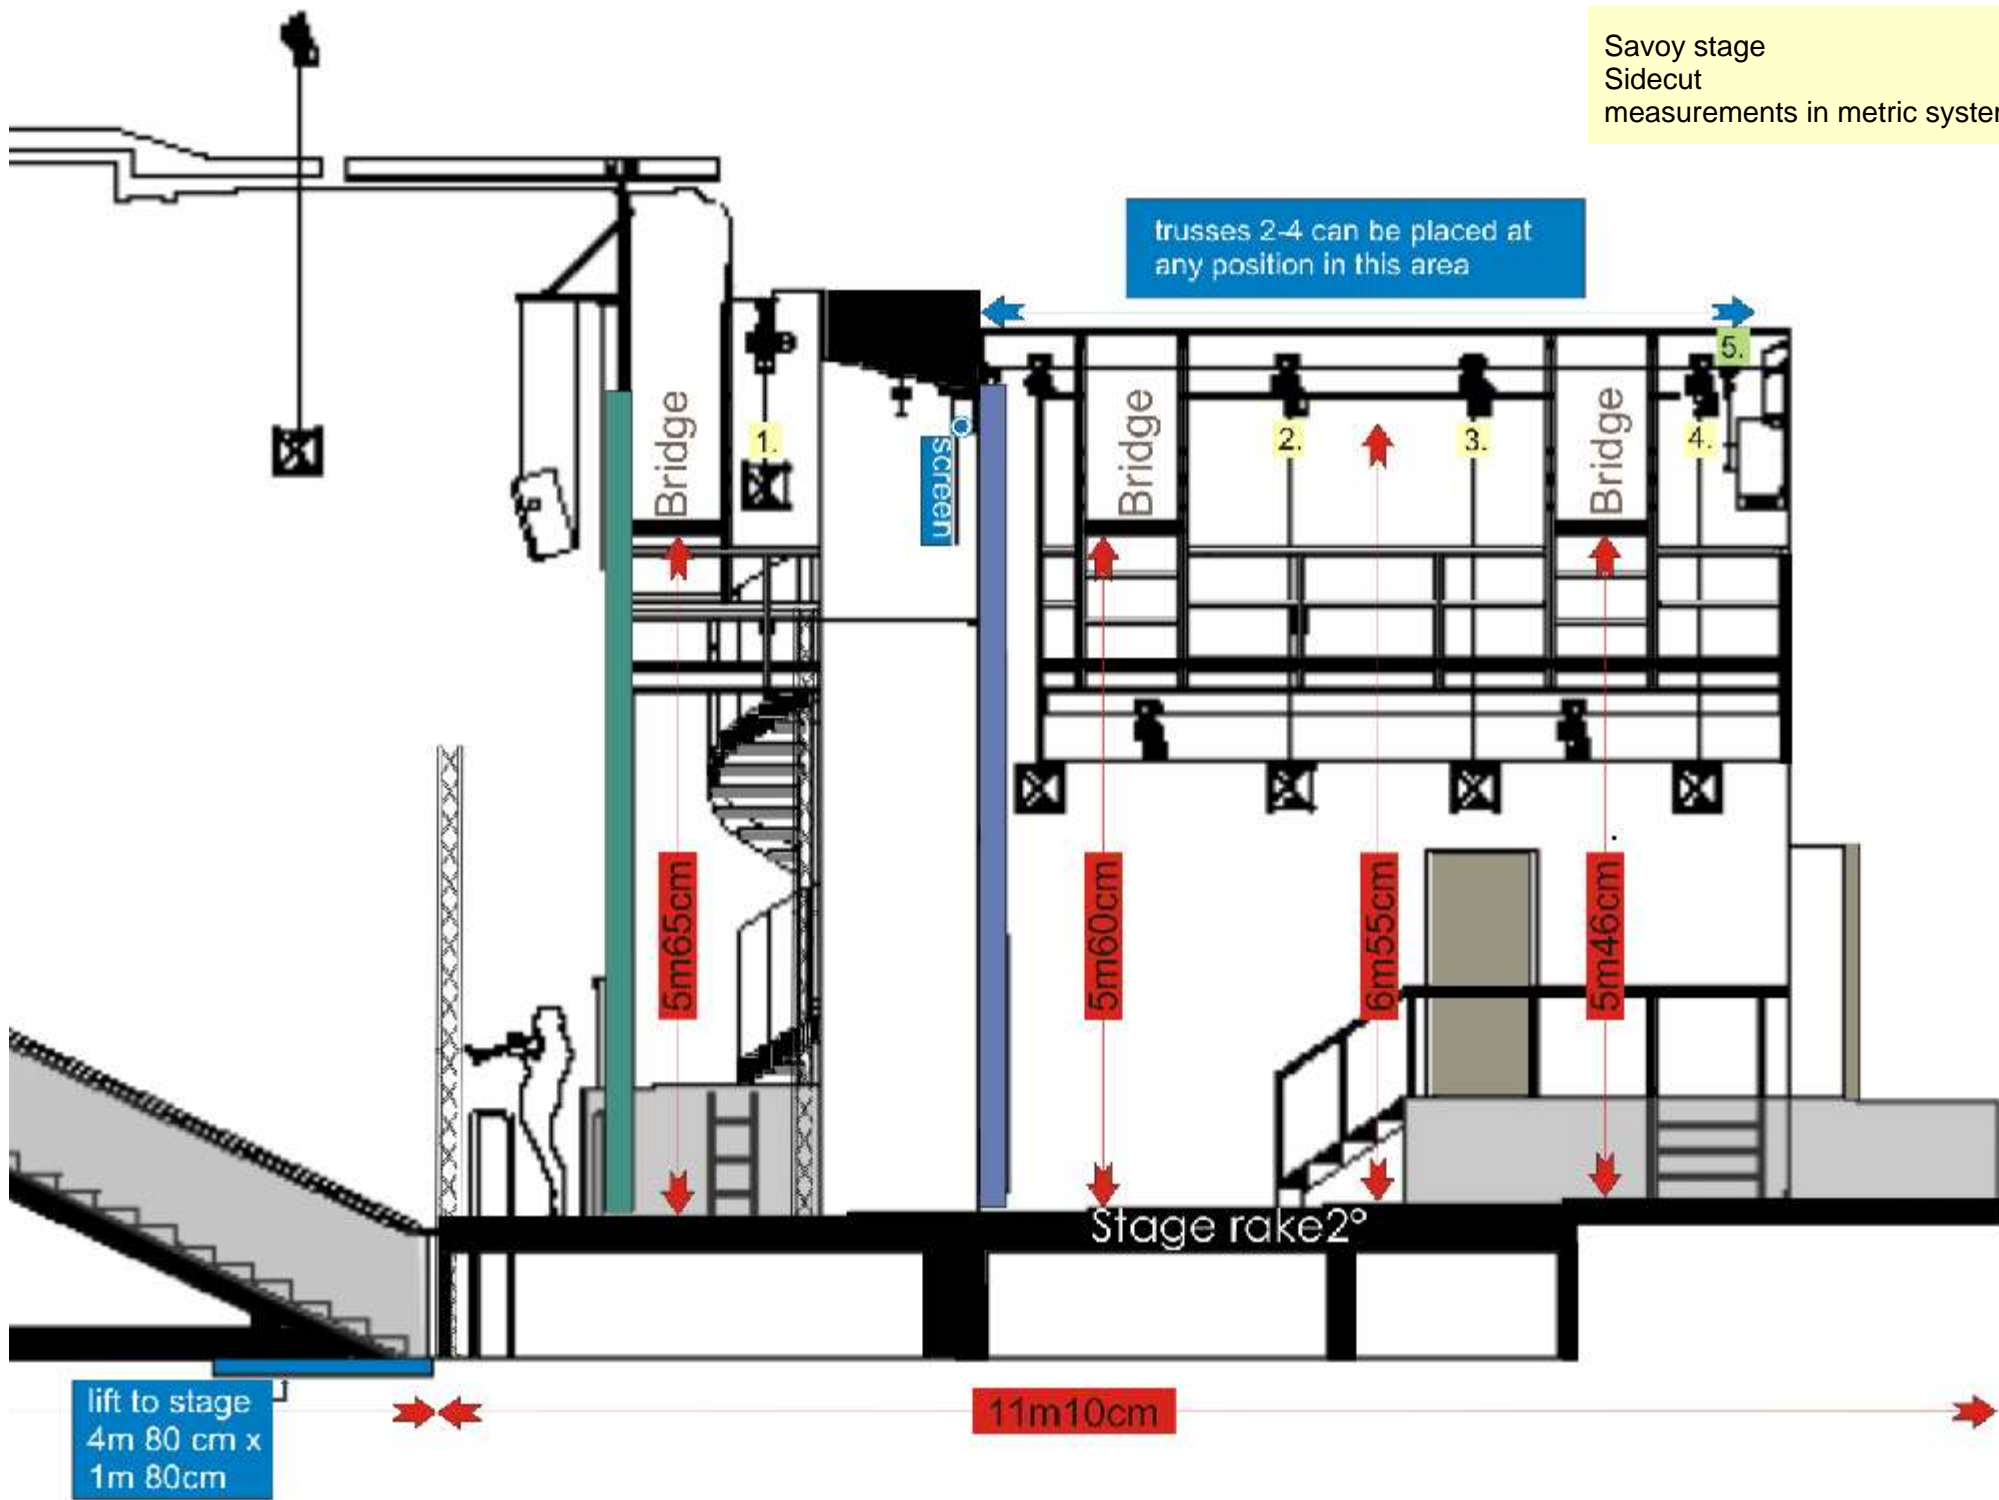 Savoy stage
Sidecut
measurements in metric syster
trusses 2-4 can be placed at
any position in this area
5.
Bridge
1.
screen
Bridge
2.
3.
Bridge
4.
5m65cm
5m60cm
6m55cm
5m46cm
Stage rake2°
11m10cm
lift to stage
4m 80 cm x
1m 80cm